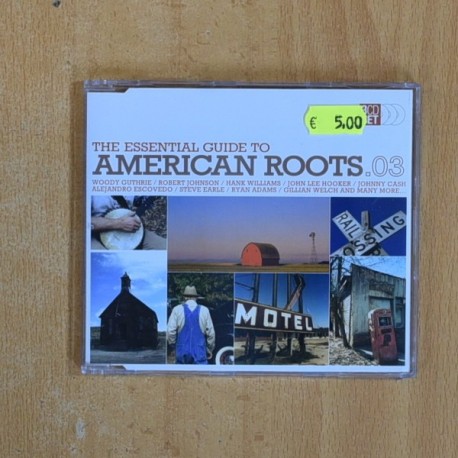 € 5,00
THE ESSENTIAL GUIDE TO
AMERICAN ROOTS.03
WOODY GUTHRIE / ROBERT JOHNSON / HANK WILLIAMS / JOHN LEE HOOKER / JOHNNY CASH
ALEJANDRO ESCOVEDO / STEVE EARLE / RYAN ADAMS / GILLIAN WELCH AND MANY MORE...
RAIL
CROSSING
MOTEL